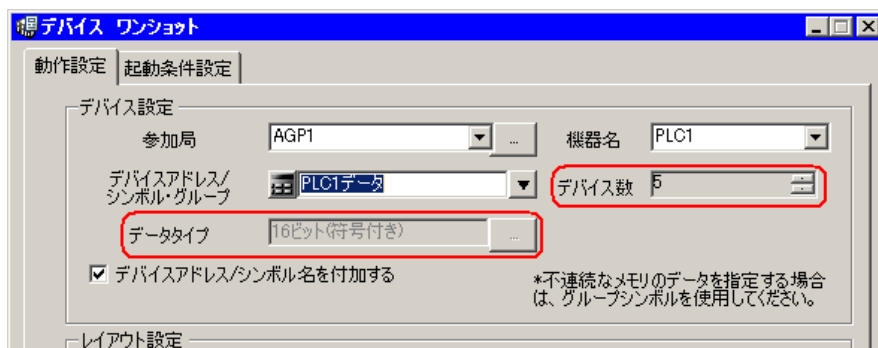 デバイス ワンショット
動作設定 起動条件設定
デバイス設定
参加局 AGP1 ... 機器名 PLC1
デバイスアドレス/
シンボル・グループ PLC1データ デバイス数 5
データタイプ 16ビット(符号付き) ...
デバイスアドレス/シンボル名を付加する
*不連続なメモリのデータを指定する場合
は、グループシンボルを使用してください。
レイアウト設定